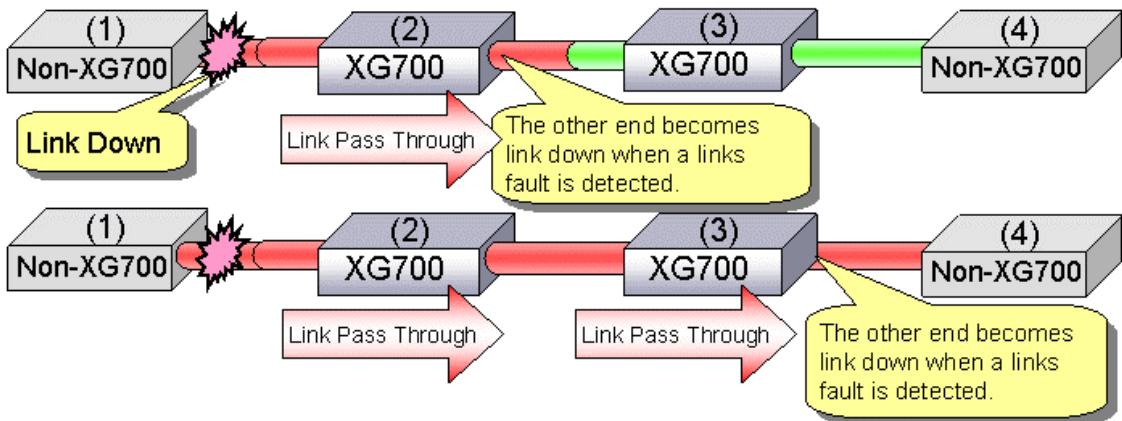 (1)
Non-XG700
(2)
XG700
(3)
XG700
(4)
Non-XG700
Link Down
Link Pass Through
The other end becomes
link down when a links
fault is detected.
(1)
Non-XG700
(2)
XG700
(3)
XG700
(4)
Non-XG700
Link Pass Through
Link Pass Through
The other end becomes
link down when a links
fault is detected.